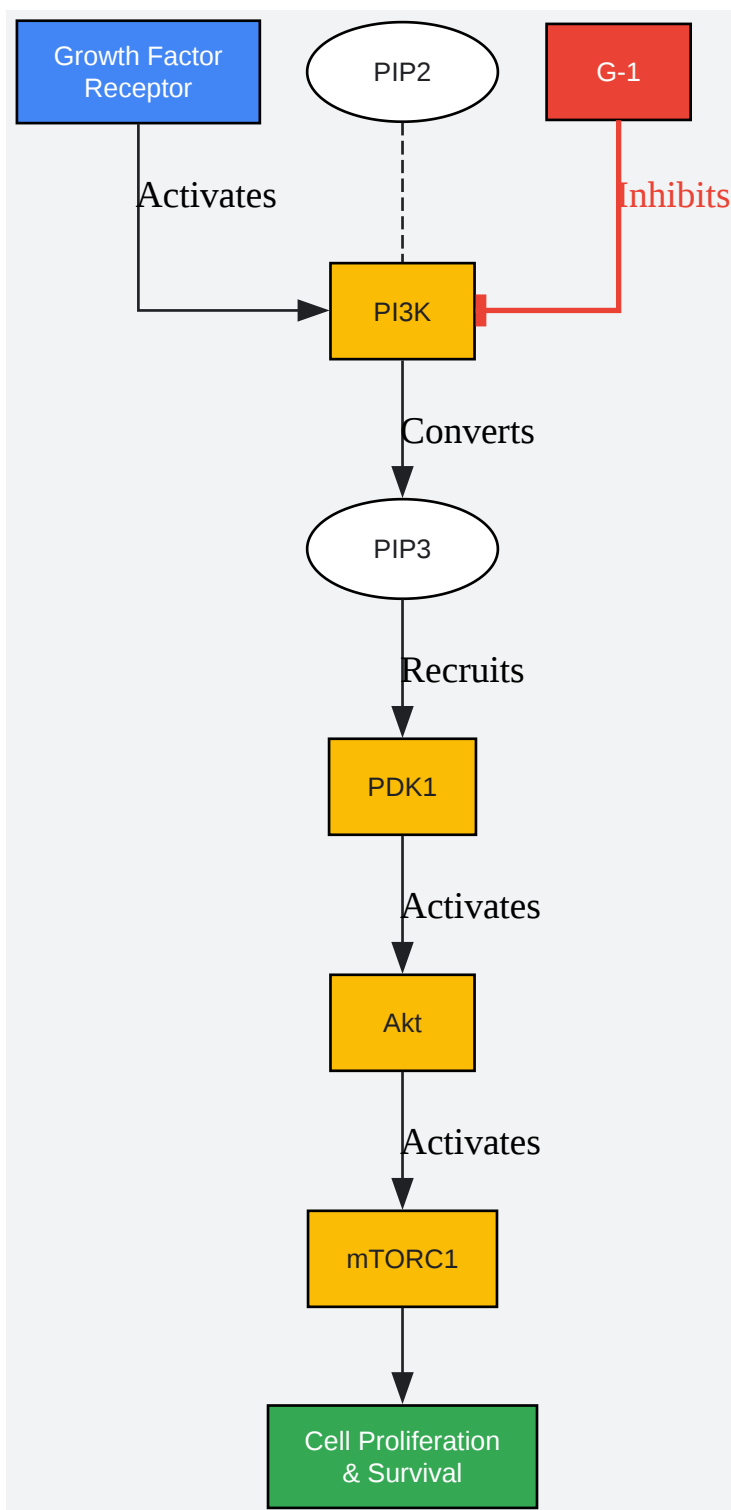 Growth Factor
Receptor
PIP2
G-1
Activates
Inhibits
PI3K
Converts
PIP3
Recruits
PDK1
Activates
Akt
Activates
mTORC1
Cell Proliferation
& Survival